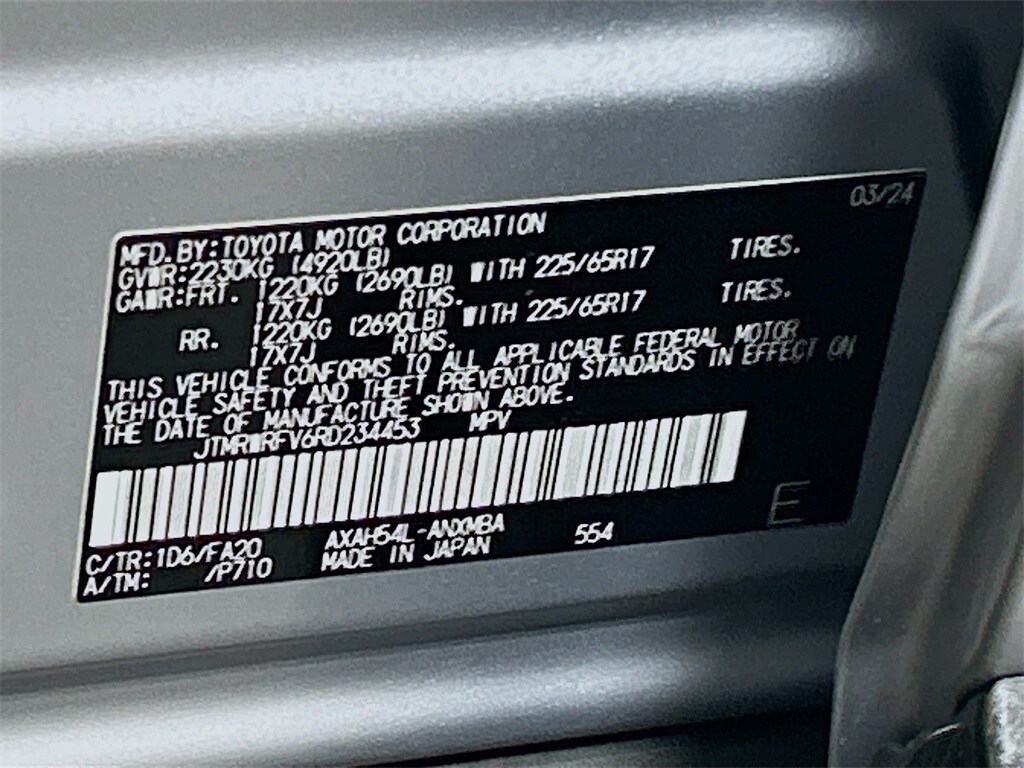 03/24
MFD. BY: TOYOTA MOTOR CORPORATION
GVWR: 2230KG (4920LB)
GAWR: FRT. 1220KG (2690LB) WITH 225/65R17 TIRES.
17X7J RIMS.
RR. 1220KG (2690LB) WITH 225/65R17 TIRES.
17X7J RIMS.
THIS VEHICLE CONFORMS TO ALL APPLICABLE FEDERAL MOTOR
VEHICLE SAFETY AND THEFT PREVENTION STANDARDS IN EFFECT ON
THE DATE OF MANUFACTURE SHOWN ABOVE.
JTMRWRFV6RD234453 MPV
E
C/TR: 1D6/FA20 AXAH54L-ANXMBA 554
A/TM: /P710 MADE IN JAPAN